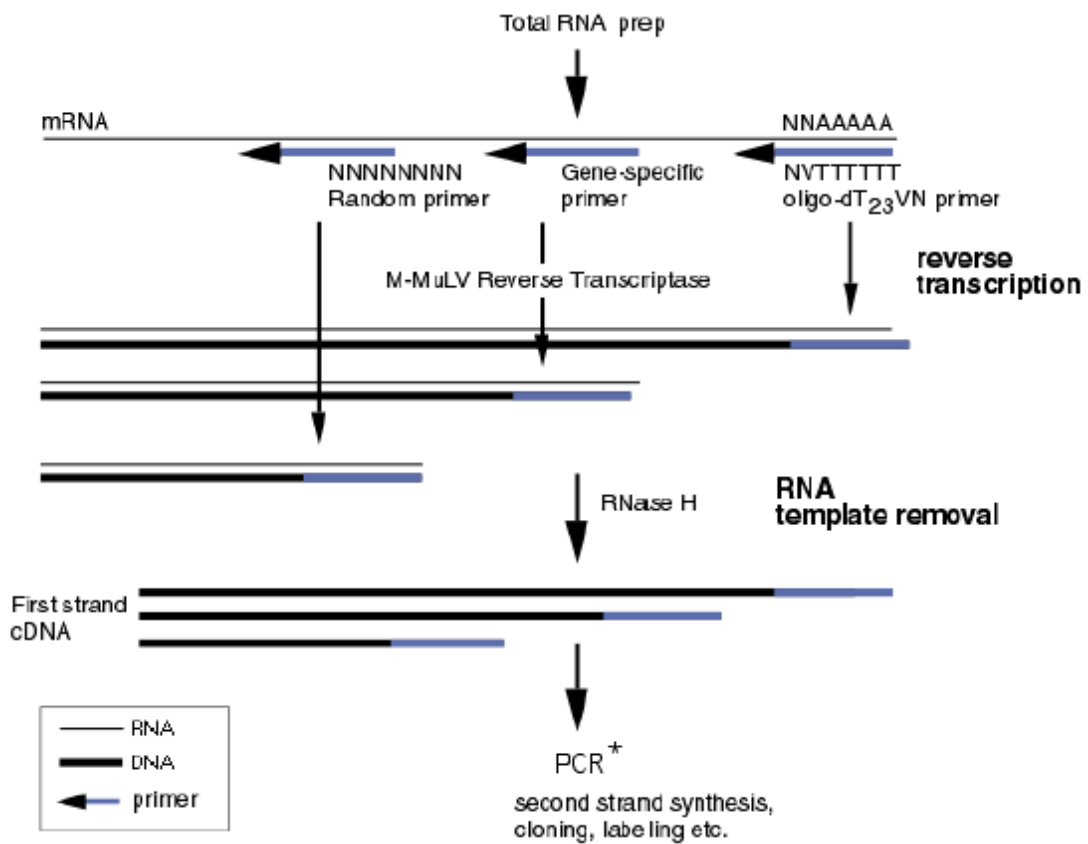 Total RNA prep
mRNA
NNAAAAA
NNNNNNNN
Random primer
Gene-specific
primer
NVTTTTTT
oligo-dT23VN primer
reverse
transcription
M-MuLV Reverse Transcriptase
RNase H
RNA
template removal
First strand
cDNA
RNA
DNA
primer
PCR*
second strand synthesis,
cloning, labeling etc.